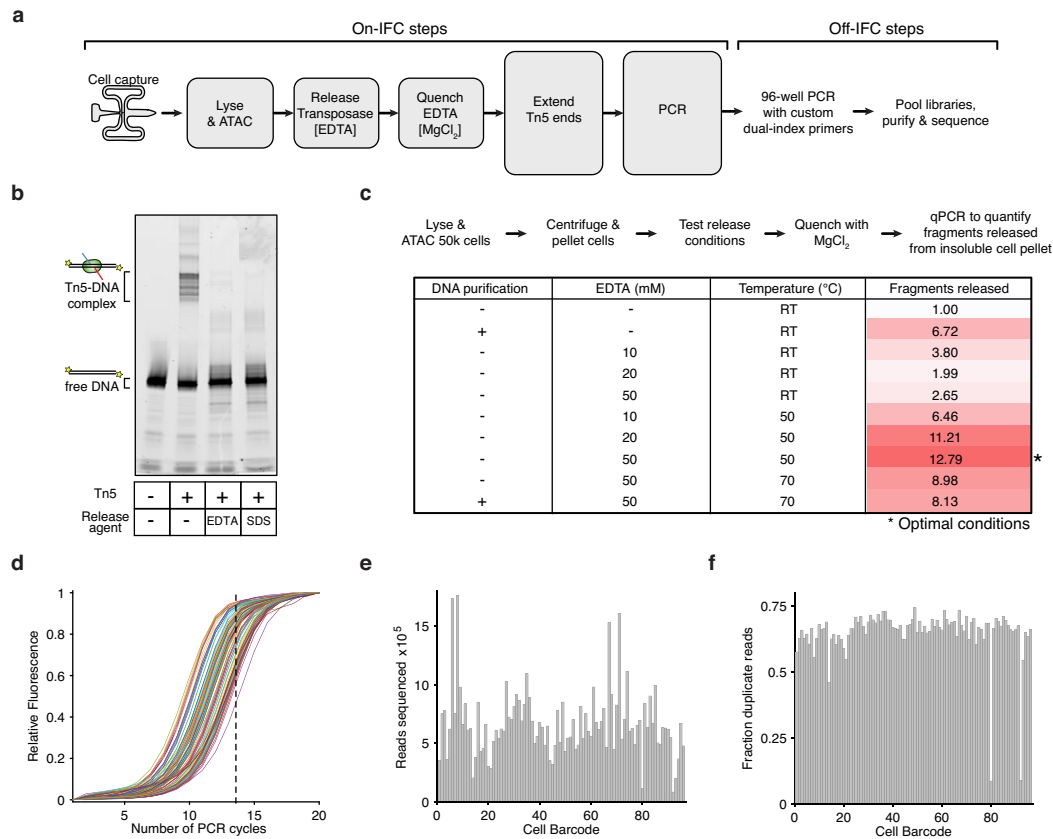 a
On-IFC steps
Off-IFC steps
Cell capture
Lyse
& ATAC
Release
Transposase
[EDTA]
Quench
EDTA
[MgCl2]
Extend
Tn5 ends
PCR
96-well PCR
with custom
dual-index primers
Pool libraries,
purify & sequence
b
Tn5-DNA
complex
free DNA
Tn5 - + + +
Release
agent - - EDTA SDS
c
Lyse &
ATAC 50k cells
Centrifuge &
pellet cells
Test release
conditions
Quench with
MgCl2
qPCR to quantify
fragments released
from insoluble cell pellet
DNA purification EDTA (mM) Temperature (°C) Fragments released
- - RT 1.00
+ - RT 6.72
- 10 RT 3.80
- 20 RT 1.99
- 50 RT 2.65
- 10 50 6.46
- 20 50 11.21
- 50 50 12.79 *
- 50 70 8.98
+ 50 70 8.13
* Optimal conditions
d
Relative Fluorescence
1
0.8
0.6
0.4
0.2
0
5 10 15 20
Number of PCR cycles
e
Reads sequenced x10^5
15
10
5
0
0 20 40 60 80
Cell Barcode
f
Fraction duplicate reads
0.75
0.50
0.25
0
0 20 40 60 80
Cell Barcode